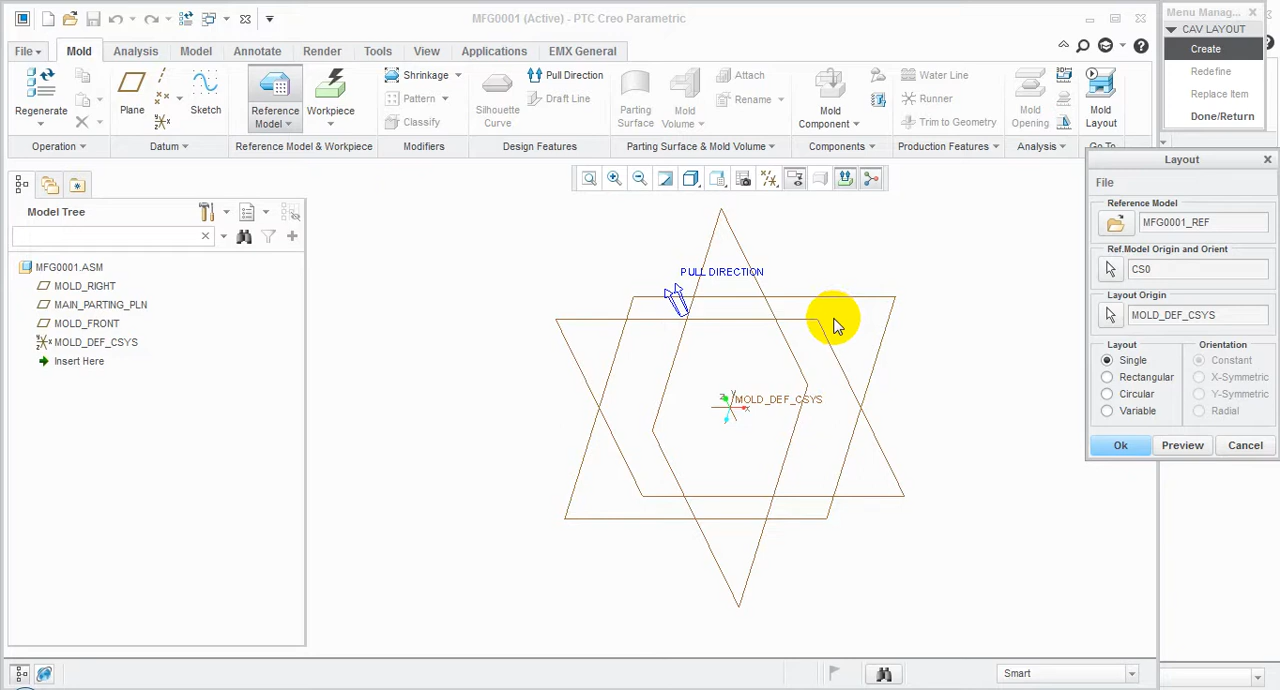 MFG0001 (Active) - PTC Creo Parametric
Menu Manag...
File
Mold
Analysis
Model
Annotate
Render
Tools
View
Applications
EMX General
CAV LAYOUT
Create
Redefine
Replace Item
Done/Return
Regenerate
Plane
Sketch
Reference Model
Workpiece
Shrinkage
Pattern
Classify
Silhouette Curve
Pull Direction
Draft Line
Parting Surface
Mold Volume
Attach
Rename
Mold Component
Water Line
Runner
Trim to Geometry
Mold Opening
Mold Layout
Operation
Datum
Reference Model & Workpiece
Modifiers
Design Features
Parting Surface & Mold Volume
Components
Production Features
Analysis
Go To
Model Tree
MFG0001.ASM
MOLD_RIGHT
MAIN_PARTING_PLN
MOLD_FRONT
MOLD_DEF_CSYS
Insert Here
PULL DIRECTION
MOLD_DEF_CSYS
X
Layout
File
Reference Model
MFG0001_REF
Ref.Model Origin and Orient
CS0
Layout Origin
MOLD_DEF_CSYS
Layout
Single
Rectangular
Circular
Variable
Orientation
Constant
X-Symmetric
Y-Symmetric
Radial
Ok
Preview
Cancel
Smart